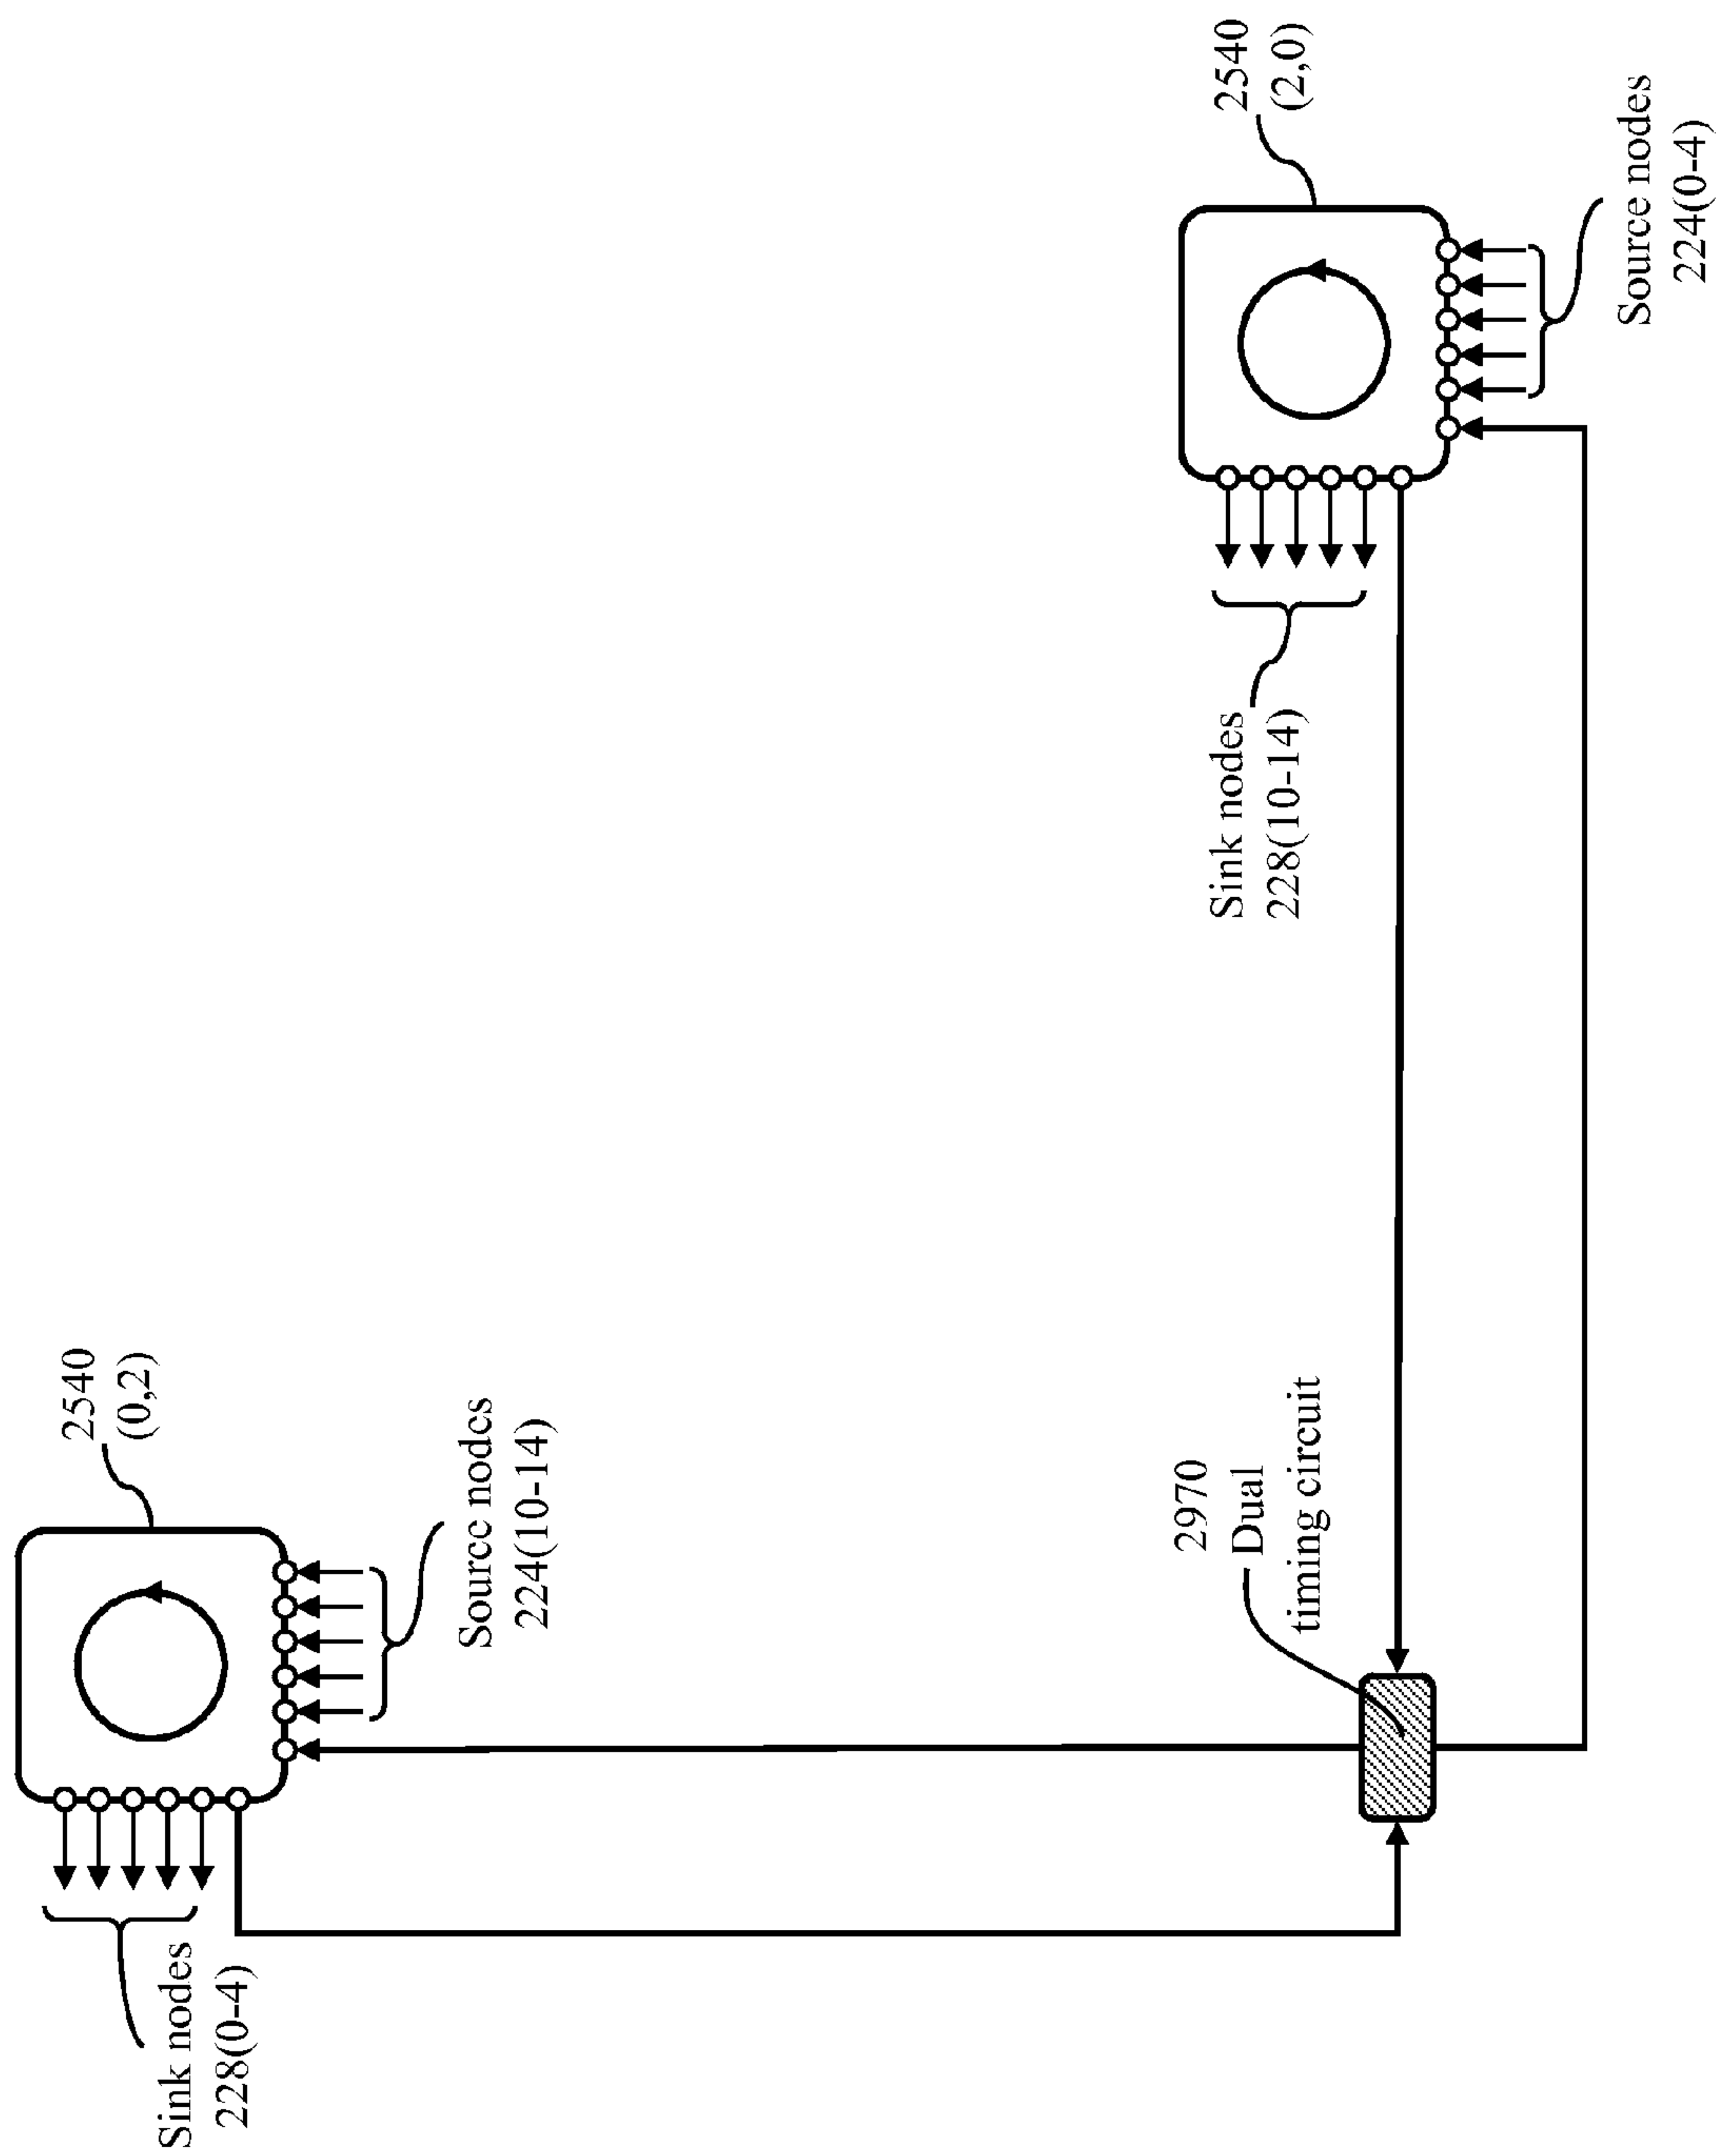 2540
(0,2)
Source nodes
224(10-14)
Sink nodes
228(0-4)
2970
Dual
timing circuit
2540
(2,0)
Source nodes
224(0-4)
Sink nodes
228(10-14)